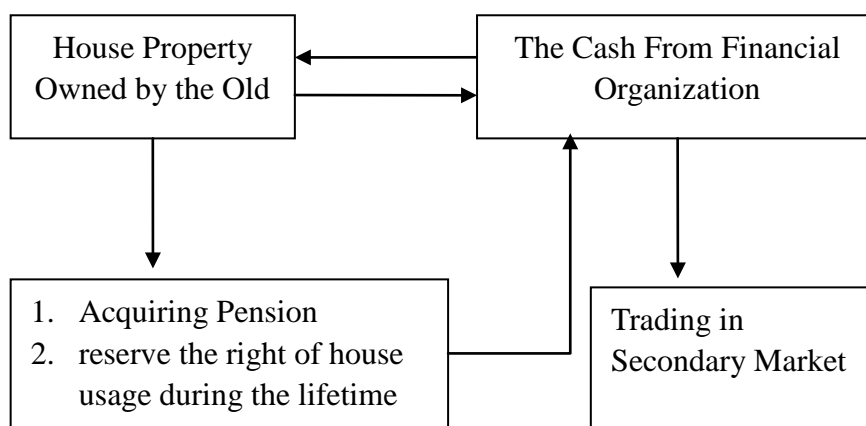 House Property
Owned by the Old
The Cash From Financial
Organization
1. Acquiring Pension
2. reserve the right of house
usage during the lifetime
Trading in
Secondary Market